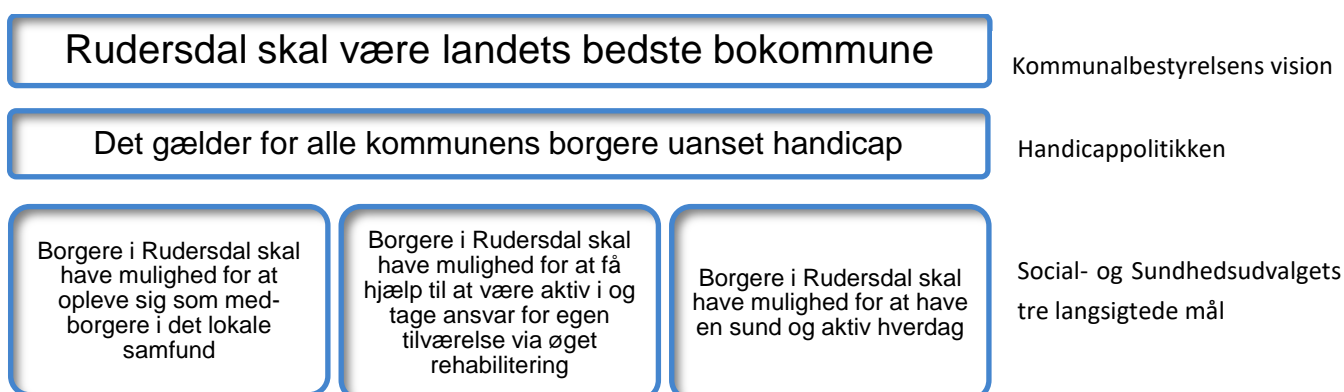 Rudersdal skal være landets bedste bokommune
Kommunalbestyrelsens vision
Det gælder for alle kommunens borgere uanset handicap
Handicappolitikken
Borgere i Rudersdal skal
have mulighed for at
opleve sig som med-
borgere i det lokale
samfund
Borgere i Rudersdal skal
have mulighed for at få
hjælp til at være aktiv i og
tage ansvar for egen
tilværelse via øget
rehabilitering
Borgere i Rudersdal skal
have mulighed for at have
en sund og aktiv hverdag
Social- og Sundhedsudvalgets
tre langsigtede mål